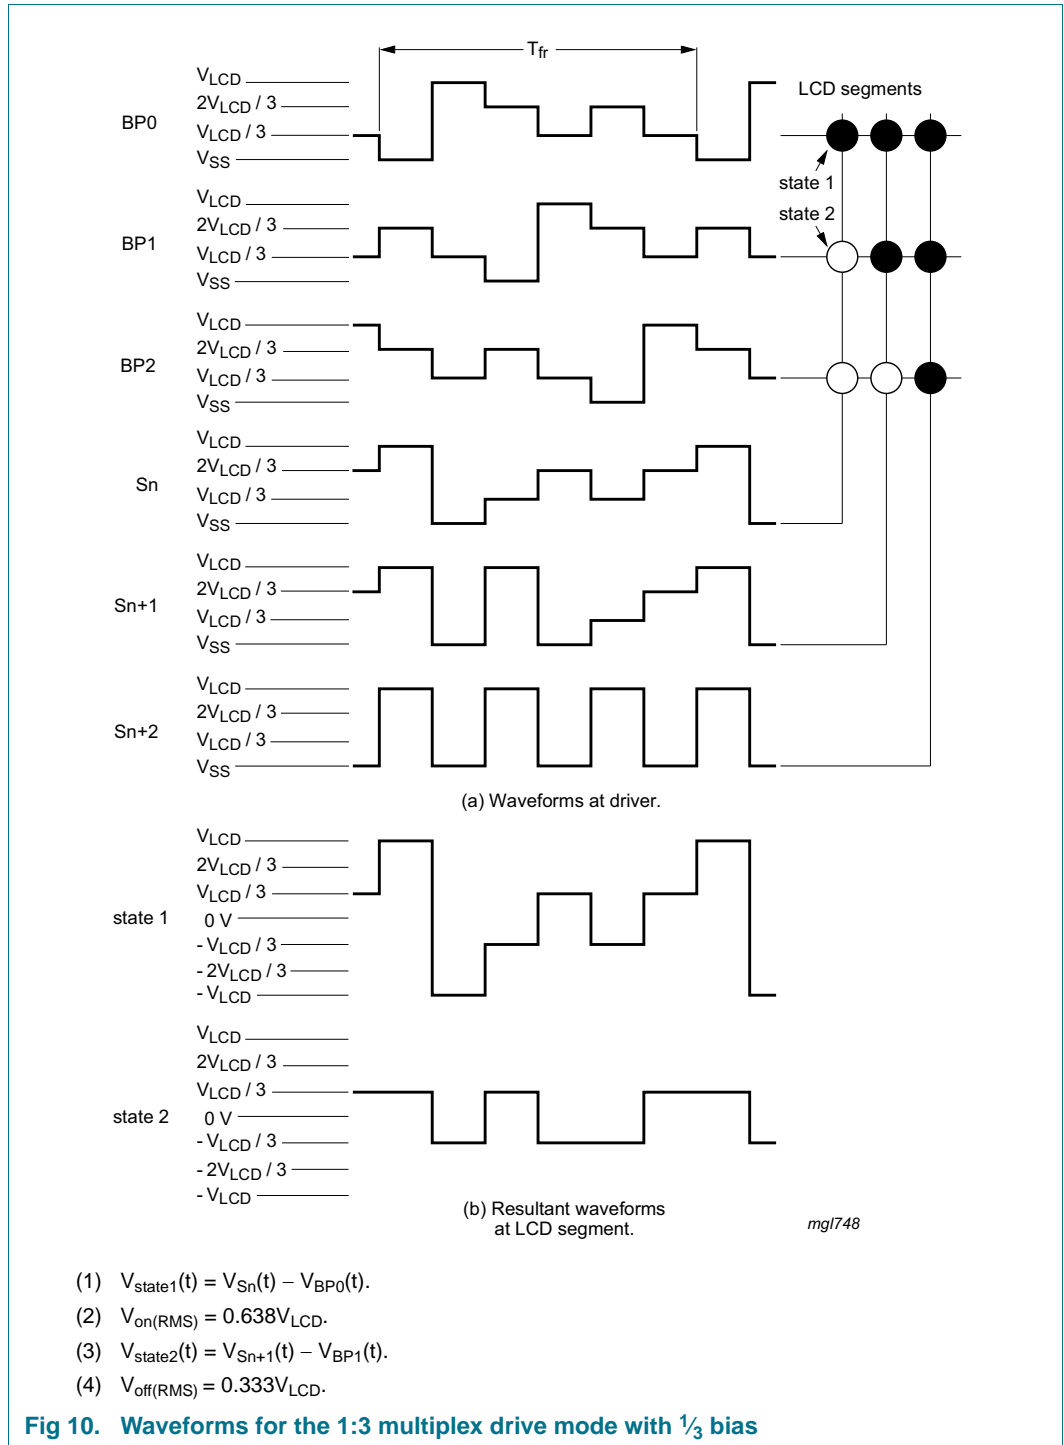 Tfr
VLCD
2VLCD / 3
BP0
VLCD / 3
VSS
LCD segments
state 1
state 2
VLCD
2VLCD / 3
BP1
VLCD / 3
VSS
VLCD
2VLCD / 3
BP2
VLCD / 3
VSS
VLCD
2VLCD / 3
Sn
VLCD / 3
VSS
VLCD
2VLCD / 3
Sn+1
VLCD / 3
VSS
VLCD
2VLCD / 3
Sn+2
VLCD / 3
VSS
(a) Waveforms at driver.
VLCD
2VLCD / 3
VLCD / 3
state 1
0 V
- VLCD / 3
- 2VLCD / 3
- VLCD
VLCD
2VLCD / 3
VLCD / 3
state 2
0 V
- VLCD / 3
- 2VLCD / 3
- VLCD
(b) Resultant waveforms
at LCD segment.
mgl748
(1) Vstate1(t) = VSn(t) − VBP0(t).
(2) Von(RMS) = 0.638VLCD.
(3) Vstate2(t) = VSn+1(t) − VBP1(t).
(4) Voff(RMS) = 0.333VLCD.
Fig 10. Waveforms for the 1:3 multiplex drive mode with 1⁄3 bias